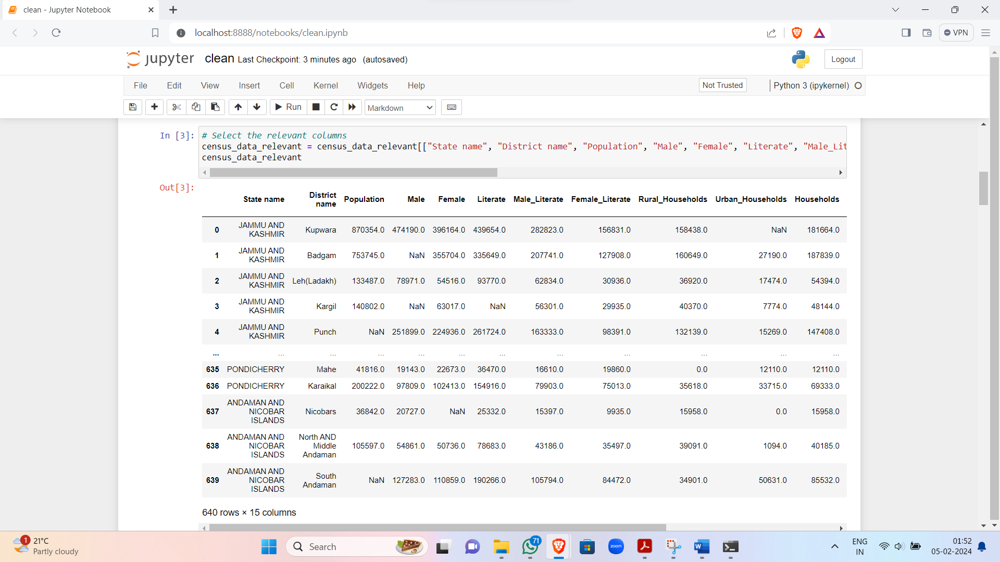 clean - Jupyter Notebook
localhost:8888/notebooks/clean.ipynb
VPN
jupyter clean Last Checkpoint: 3 minutes ago (autosaved)
Logout
File Edit View Insert Cell Kernel Widgets Help
Not Trusted
Python 3 (ipykernel)
Run
Markdown
In [3]: # Select the relevant columns
census_data_relevant = census_data_relevant[["State name", "District name", "Population", "Male", "Female", "Literate", "Male_Lit
census_data_relevant
Out[3]:
State name District name Population Male Female Literate Male_Literate Female_Literate Rural_Households Urban_Households Households
0 JAMMU AND KASHMIR Kupwara 870354.0 474190.0 396164.0 439654.0 282823.0 156831.0 158438.0 NaN 181664.0
1 JAMMU AND KASHMIR Badgam 753745.0 NaN 355704.0 335649.0 207741.0 127908.0 160649.0 27190.0 187839.0
2 JAMMU AND KASHMIR Leh(Ladakh) 133487.0 78971.0 54516.0 93770.0 62834.0 30936.0 36920.0 17474.0 54394.0
3 JAMMU AND KASHMIR Kargil 140802.0 NaN 63017.0 NaN 56301.0 29935.0 40370.0 7774.0 48144.0
4 JAMMU AND KASHMIR Punch NaN 251899.0 224936.0 261724.0 163333.0 98391.0 132139.0 15269.0 147408.0
... ... ... ... ... ... ... ... ... ... ... ...
635 PONDICHERRY Mahe 41816.0 19143.0 22673.0 36470.0 16610.0 19860.0 0.0 12110.0 12110.0
636 PONDICHERRY Karaikal 200222.0 97809.0 102413.0 154916.0 79903.0 75013.0 35618.0 33715.0 69333.0
637 ANDAMAN AND NICOBAR ISLANDS Nicobars 36842.0 20727.0 NaN 25332.0 15397.0 9935.0 15958.0 0.0 15958.0
638 ANDAMAN AND NICOBAR ISLANDS North AND Middle Andaman 105597.0 54861.0 50736.0 78683.0 43186.0 35497.0 39091.0 1094.0 40185.0
639 ANDAMAN AND NICOBAR ISLANDS South Andaman NaN 127283.0 110859.0 190266.0 105794.0 84472.0 34901.0 50631.0 85532.0
640 rows × 15 columns
1
21°C
Partly cloudy
Search
71
zoom
W
ENG
IN
01:52
05-02-2024